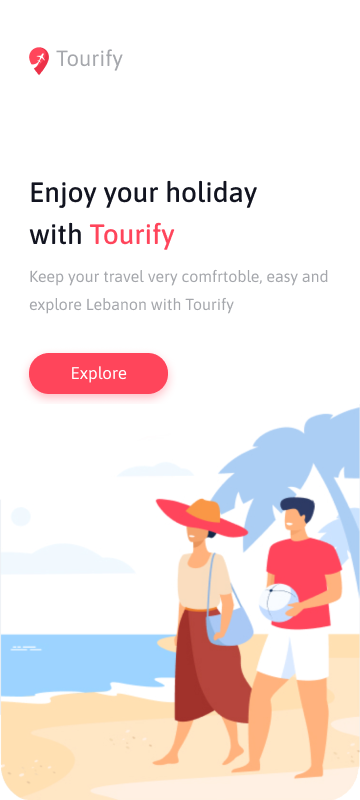 Tourify
Enjoy your holiday
with Tourify
Keep your travel very comfrtoble, easy and
explore Lebanon with Tourify
Explore